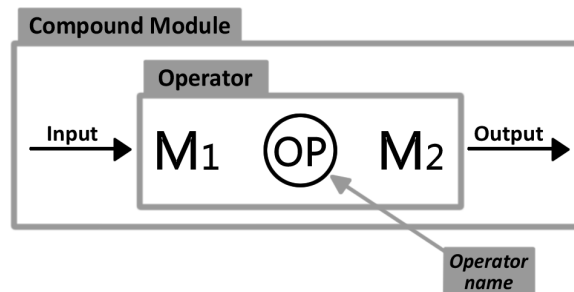 Compound Module
Operator
Input
M1
OP
M2
Output
Operator
name